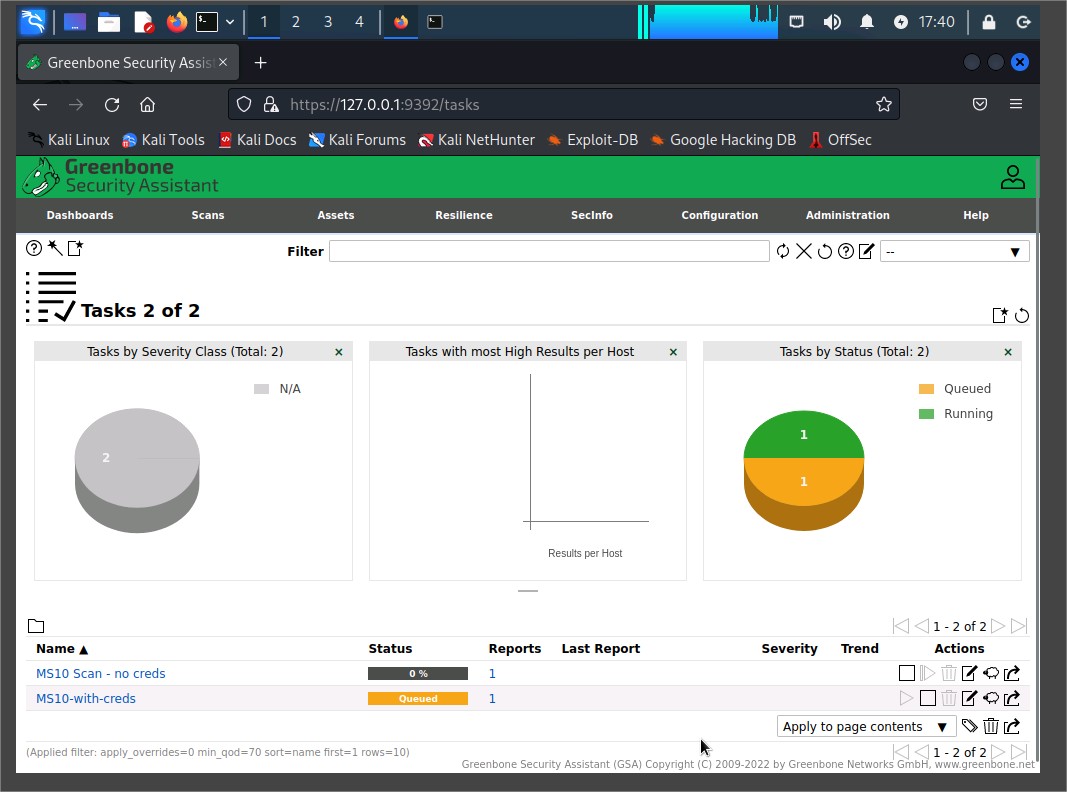 1 2 3 4 17:40
Greenbone Security Assis
https://127.0.0.1:9392/tasks
Kali Linux Kali Tools Kali Docs Kali Forums Kali NetHunter Exploit-DB Google Hacking DB OffSec
Greenbone
Security Assistant
Dashboards Scans Assets Resilience SecInfo Configuration Administration Help
Filter --
Tasks 2 of 2
Tasks by Severity Class (Total: 2) × Tasks with most High Results per Host × Tasks by Status (Total: 2) ×
N/A
2
Results per Host
Queued
Running
1
1
1 - 2 of 2
Name ▲ Status Reports Last Report Severity Trend Actions
MS10 Scan - no creds 0 % 1
MS10-with-creds Queued 1
Apply to page contents ▼
(Applied filter: apply_overrides=0 min_qod=70 sort=name first=1 rows=10) 1 - 2 of 2
Greenbone Security Assistant (GSA) Copyright (C) 2009-2022 by Greenbone Networks GmbH, www.greenbone.net